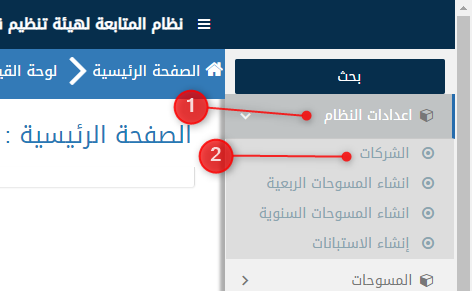 نظام المتابعة لهيئة تنظيم
الصفحة الرئيسية
لوحة
الصفحة الرئيسية :
بحث
1
اعدادات النظام
2
الشركات
انشاء المسوحات الربعية
انشاء المسوحات السنوية
إنشاء الاستبانات
المسوحات